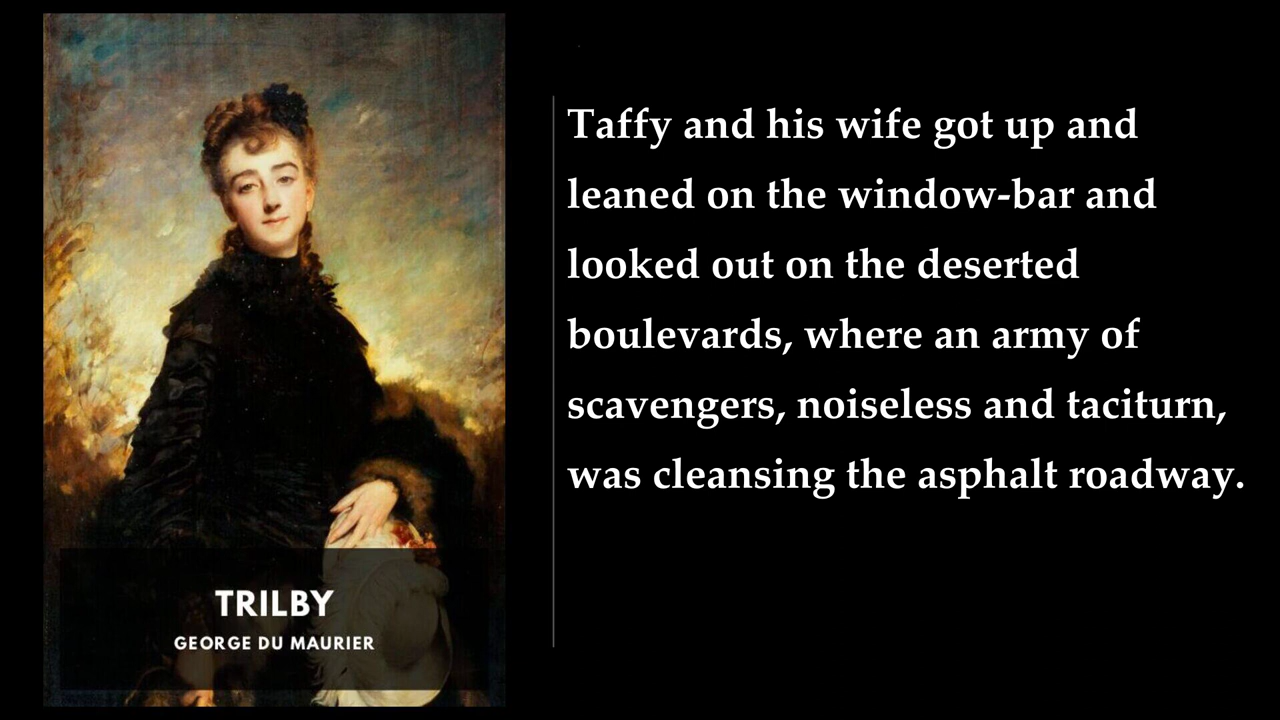 TRILBY
GEORGE DU MAURIER
Taffy and his wife got up and
leaned on the window-bar and
looked out on the deserted
boulevards, where an army of
scavengers, noiseless and taciturn,
was cleansing the asphalt roadway.